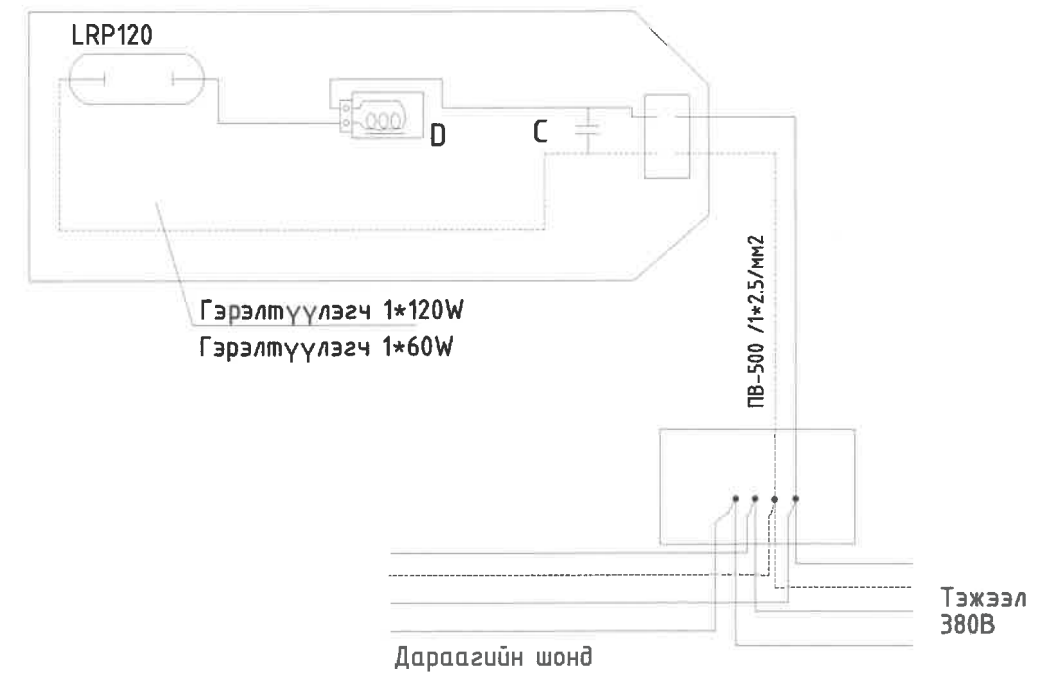 LRP120
D
C
Гэрэлтүүлэгч 1*120W
Гэрэлтүүлэгч 1*60W
ПВ-500 /1*2.5/мм2
Тэжээл
380В
Дараагийн шонд